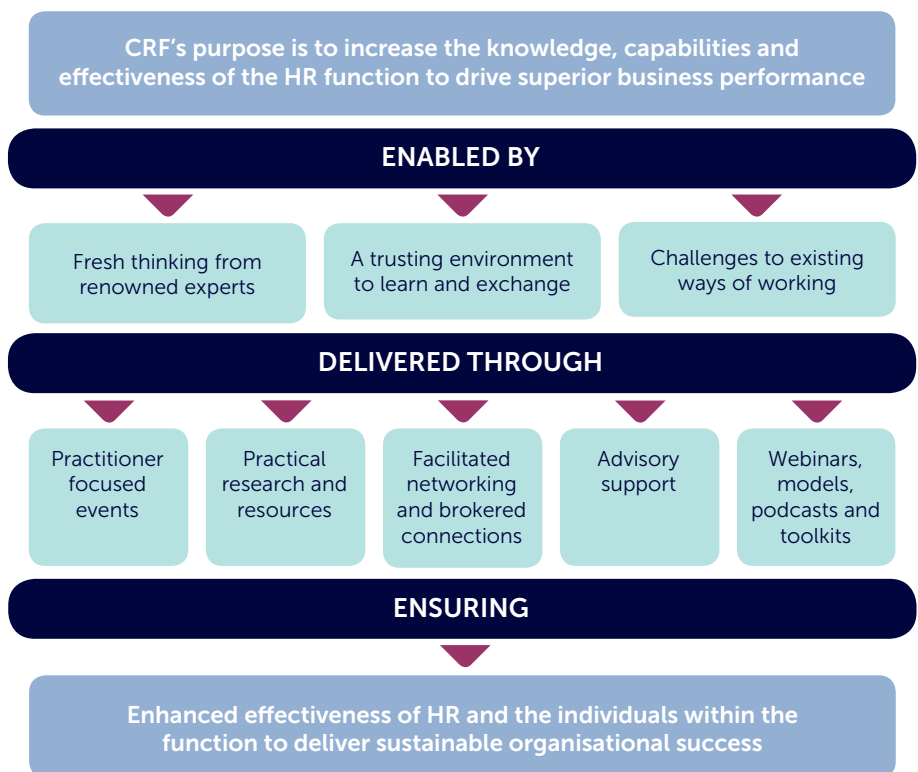 CRF’s purpose is to increase the knowledge, capabilities and
effectiveness of the HR function to drive superior business performance
ENABLED BY
Fresh thinking from
renowned experts
A trusting environment
to learn and exchange
Challenges to existing
ways of working
DELIVERED THROUGH
Practitioner
focused
events
Practical
research and
resources
Facilitated
networking
and brokered
connections
Advisory
support
Webinars,
models,
podcasts and
toolkits
ENSURING
Enhanced effectiveness of HR and the individuals within the
function to deliver sustainable organisational success